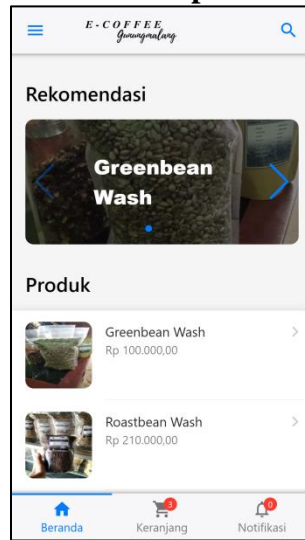 E-COFFEE
Gunungmalang
Rekomendasi
Greenbean
Wash
Produk
Greenbean Wash
Rp 100.000,00
Roastbean Wash
Rp 210.000,00
3
0
Beranda
Keranjang
Notifikasi